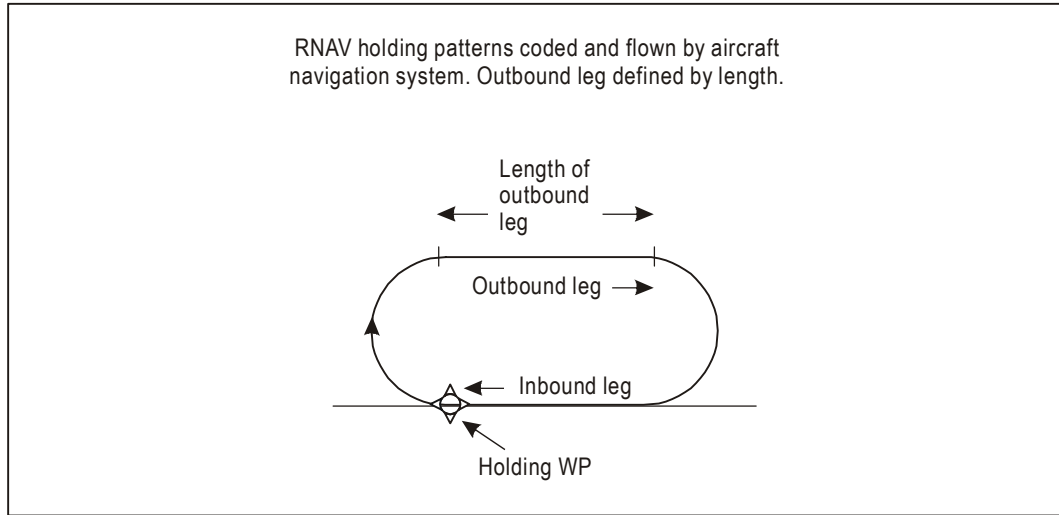 RNAV holding patterns coded and flown by aircraft
navigation system. Outbound leg defined by length.
Length of
outbound
leg
Outbound leg
Inbound leg
Holding WP